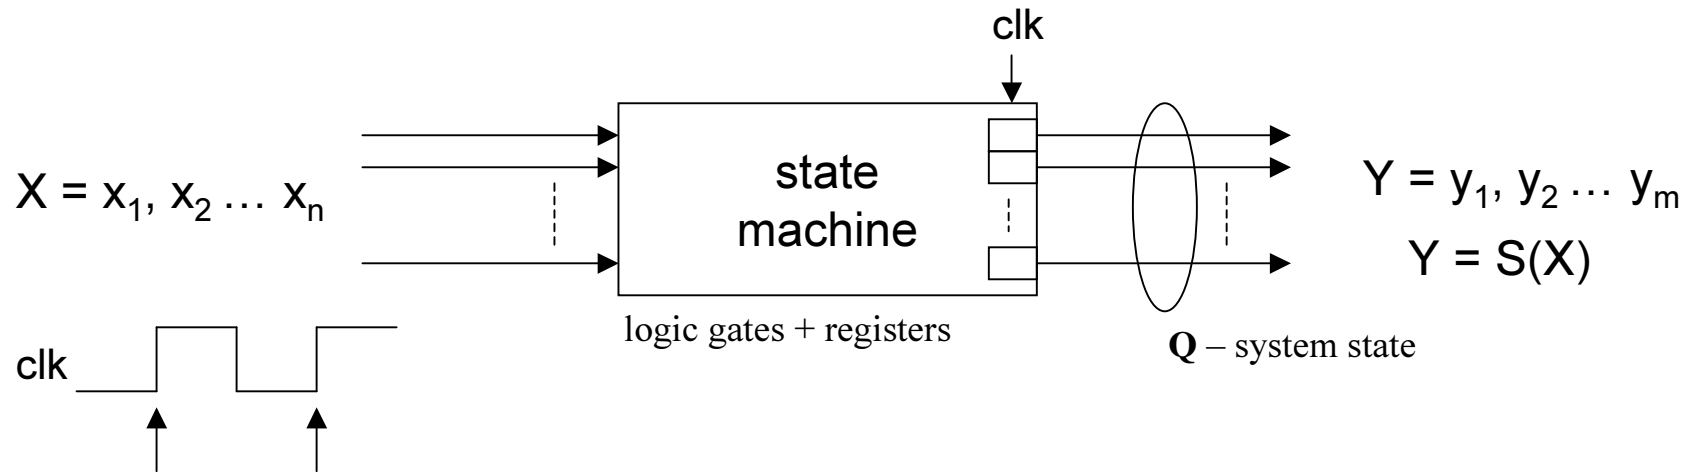 clk
X = x₁, x₂ … xₙ
state
machine
Y = y₁, y₂ … yₘ
Y = S(X)
logic gates + registers
Q – system state
clk